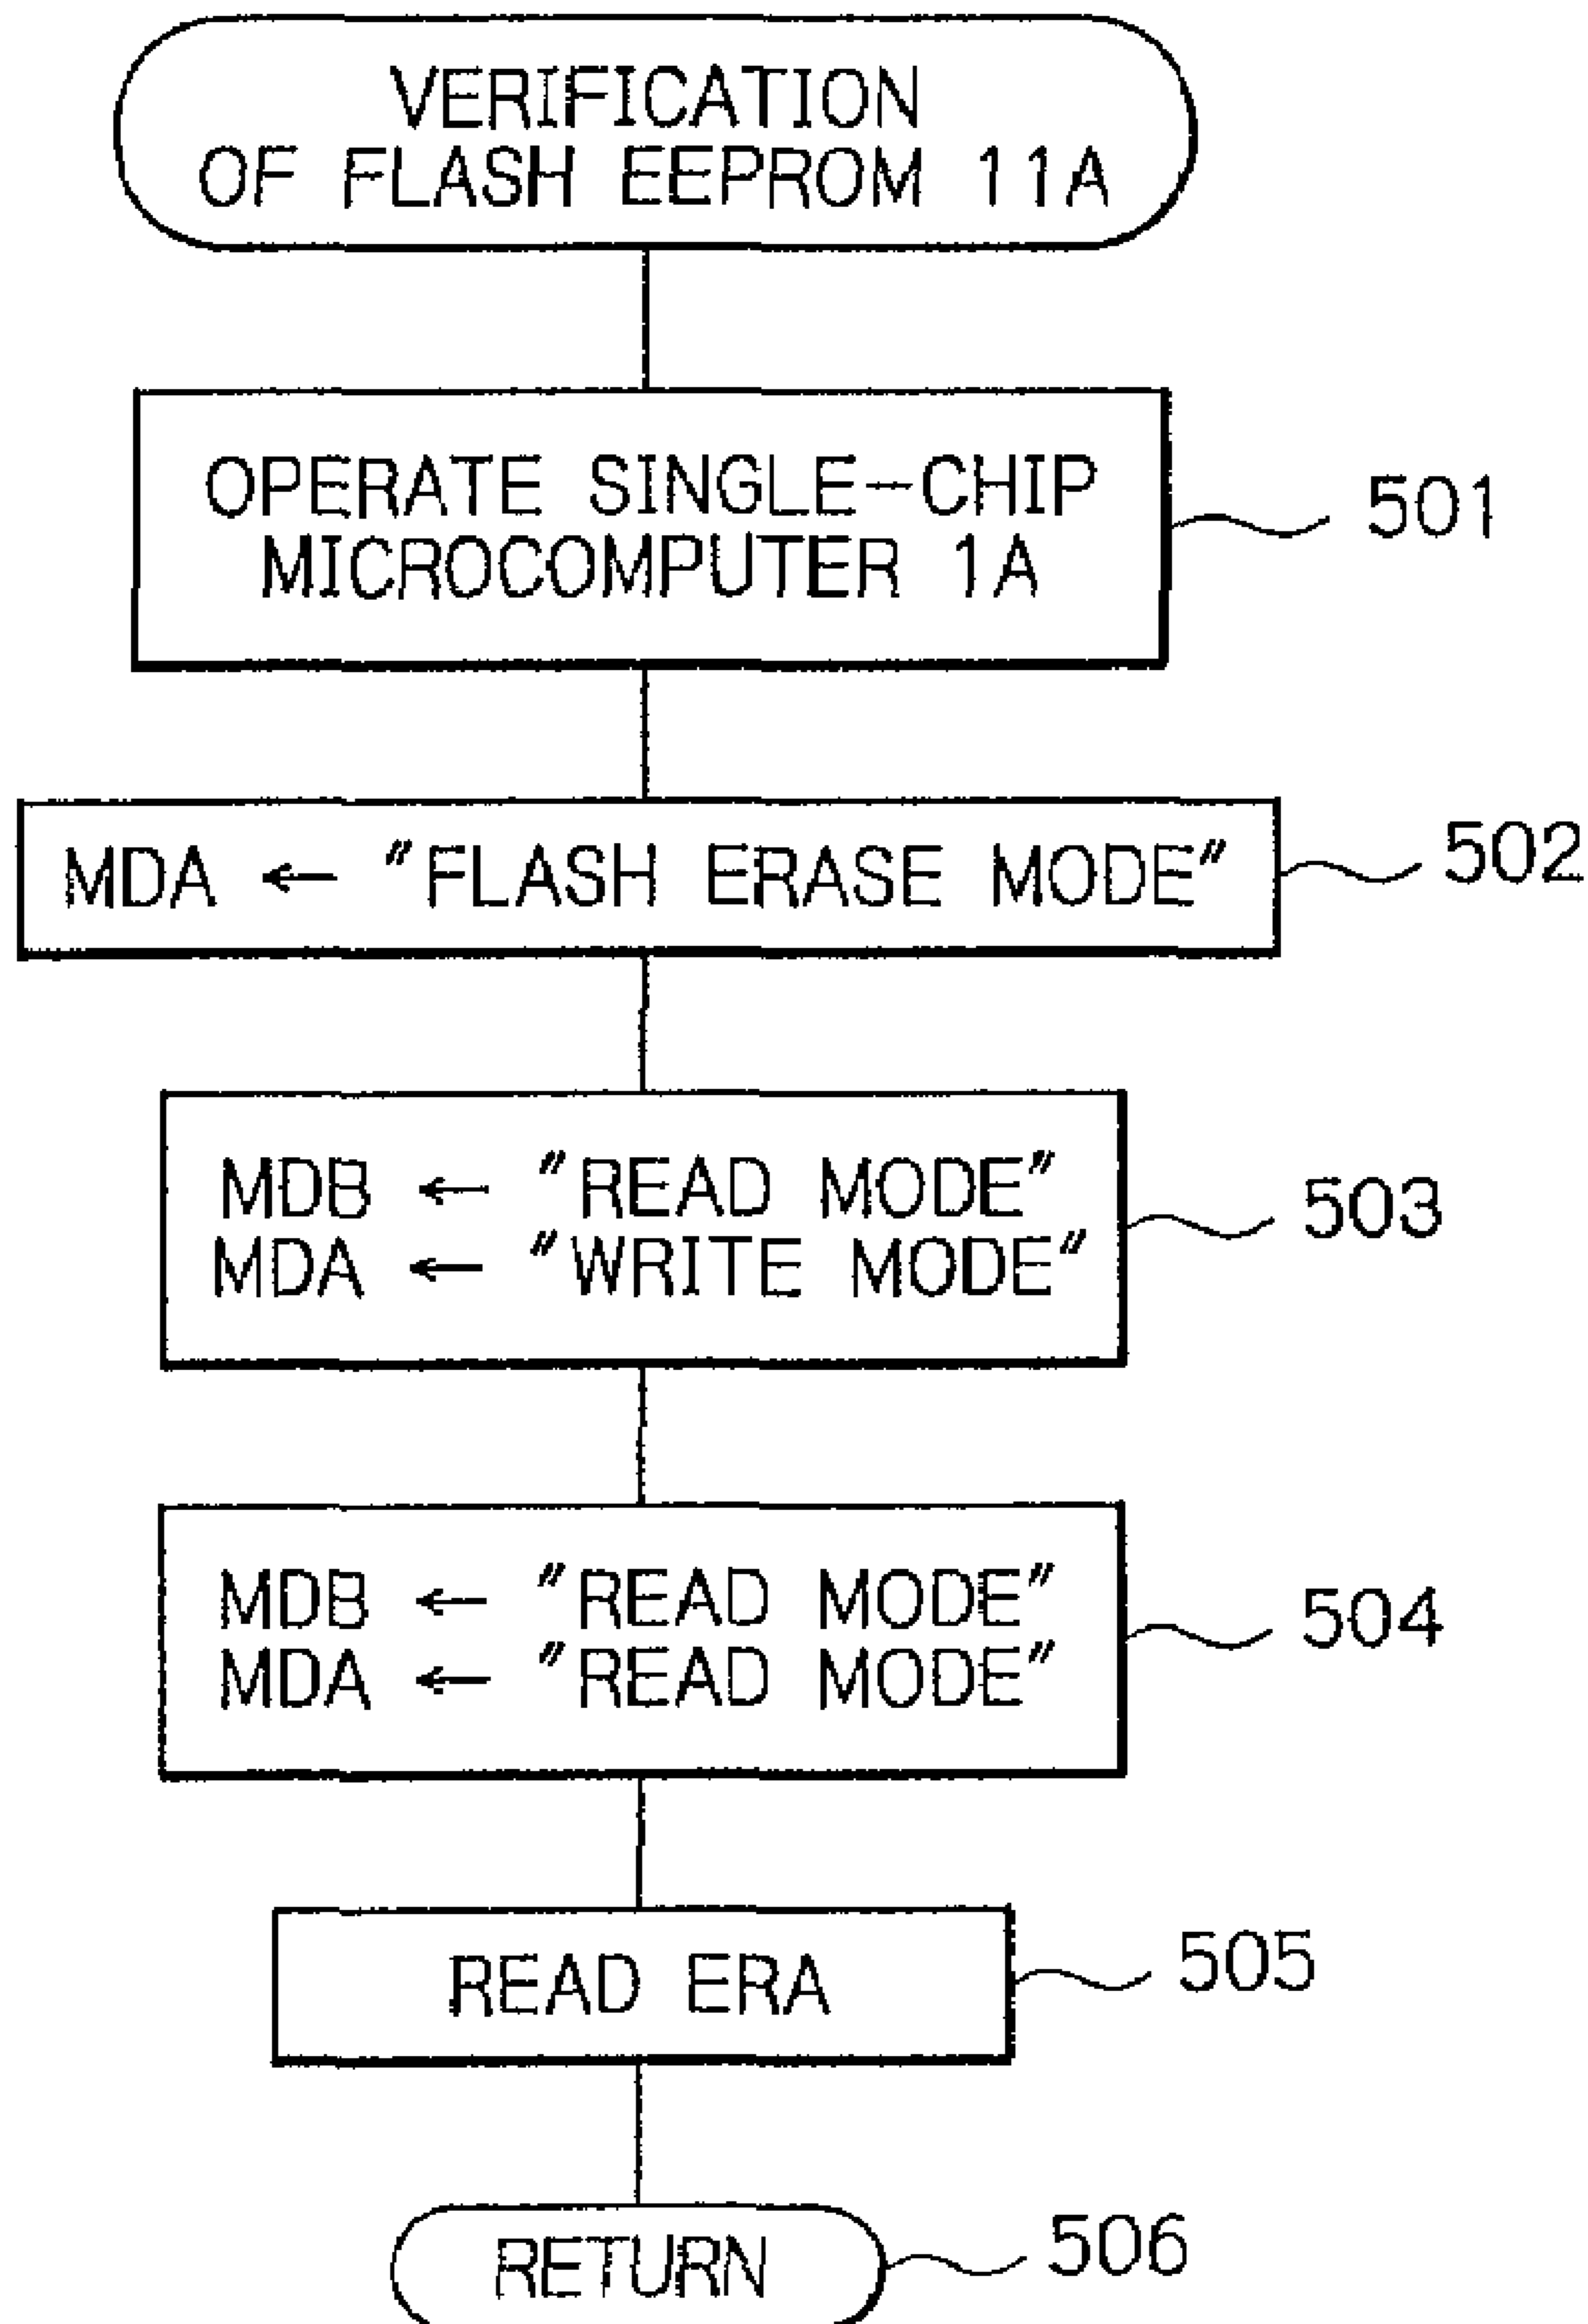 VERIFICATION
OF FLASH EEPROM 11A
OPERATE SINGLE-CHIP
MICROCOMPUTER 1A
501
MDA ← "FLASH ERASE MODE"
502
MDB ← "READ MODE"
MDA ← "WRITE MODE"
503
MDB ← "READ MODE"
MDA ← "READ MODE"
504
READ ERA
505
RETURN
506